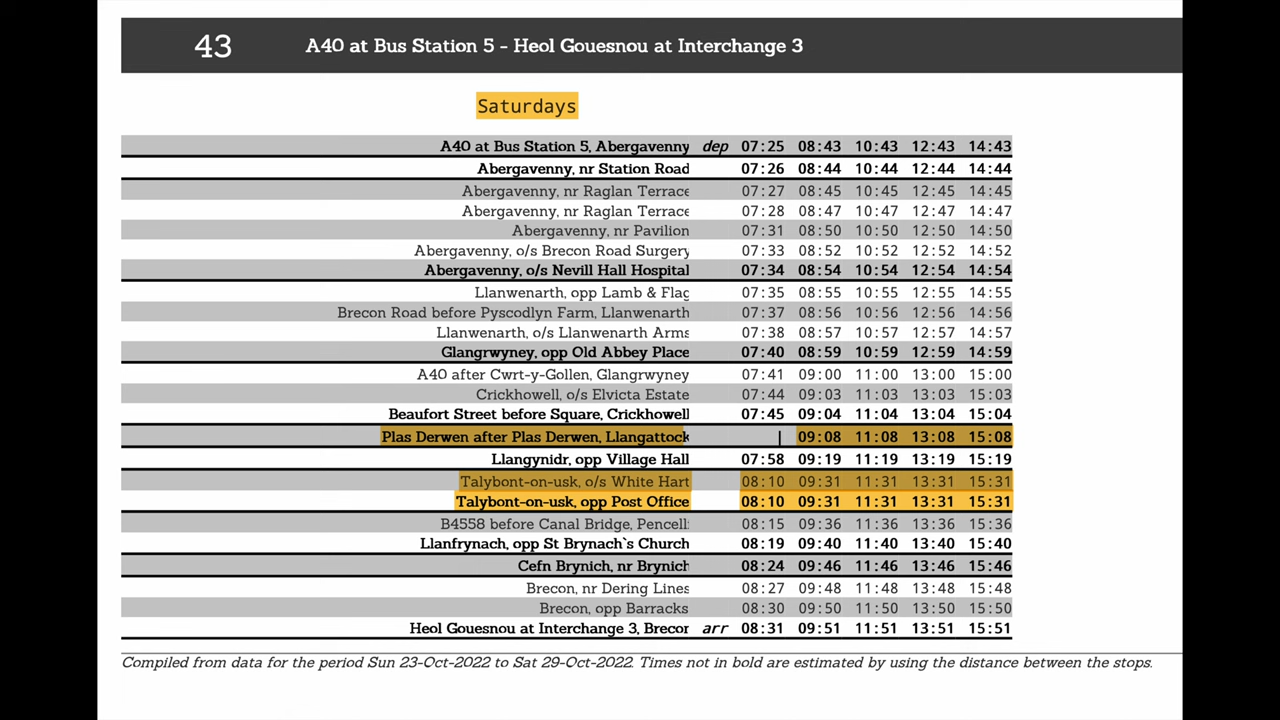 43 A40 at Bus Station 5 - Heol Gouesnou at Interchange 3
Saturdays
A40 at Bus Station 5, Abergavenny dep 07:25 08:43 10:43 12:43 14:43
Abergavenny, nr Station Road 07:26 08:44 10:44 12:44 14:44
Abergavenny, nr Raglan Terrace 07:27 08:45 10:45 12:45 14:45
Abergavenny, nr Raglan Terrace 07:28 08:47 10:47 12:47 14:47
Abergavenny, nr Pavilion 07:31 08:50 10:50 12:50 14:50
Abergavenny, o/s Brecon Road Surgery 07:33 08:52 10:52 12:52 14:52
Abergavenny, o/s Nevill Hall Hospital 07:34 08:54 10:54 12:54 14:54
Llanwenarth, opp Lamb & Flag 07:35 08:55 10:55 12:55 14:55
Brecon Road before Pyscodlyn Farm, Llanwenarth 07:37 08:56 10:56 12:56 14:56
Llanwenarth, o/s Llanwenarth Arms 07:38 08:57 10:57 12:57 14:57
Glangrwyney, opp Old Abbey Place 07:40 08:59 10:59 12:59 14:59
A40 after Cwrt-y-Gollen, Glangrwyney 07:41 09:00 11:00 13:00 15:00
Crickhowell, o/s Elvicta Estate 07:44 09:03 11:03 13:03 15:03
Beaufort Street before Square, Crickhowell 07:45 09:04 11:04 13:04 15:04
Plas Derwen after Plas Derwen, Llangattock | 09:08 11:08 13:08 15:08
Llangynidr, opp Village Hall 07:58 09:19 11:19 13:19 15:19
Talybont-on-usk, o/s White Hart 08:10 09:31 11:31 13:31 15:31
Talybont-on-usk, opp Post Office 08:10 09:31 11:31 13:31 15:31
B4558 before Canal Bridge, Pencelli 08:15 09:36 11:36 13:36 15:36
Llanfrynach, opp St Brynach`s Church 08:19 09:40 11:40 13:40 15:40
Cefn Brynich, nr Brynich 08:24 09:46 11:46 13:46 15:46
Brecon, nr Dering Lines 08:27 09:48 11:48 13:48 15:48
Brecon, opp Barracks 08:30 09:50 11:50 13:50 15:50
Heol Gouesnou at Interchange 3, Brecon arr 08:31 09:51 11:51 13:51 15:51
Compiled from data for the period Sun 23-Oct-2022 to Sat 29-Oct-2022. Times not in bold are estimated by using the distance between the stops.